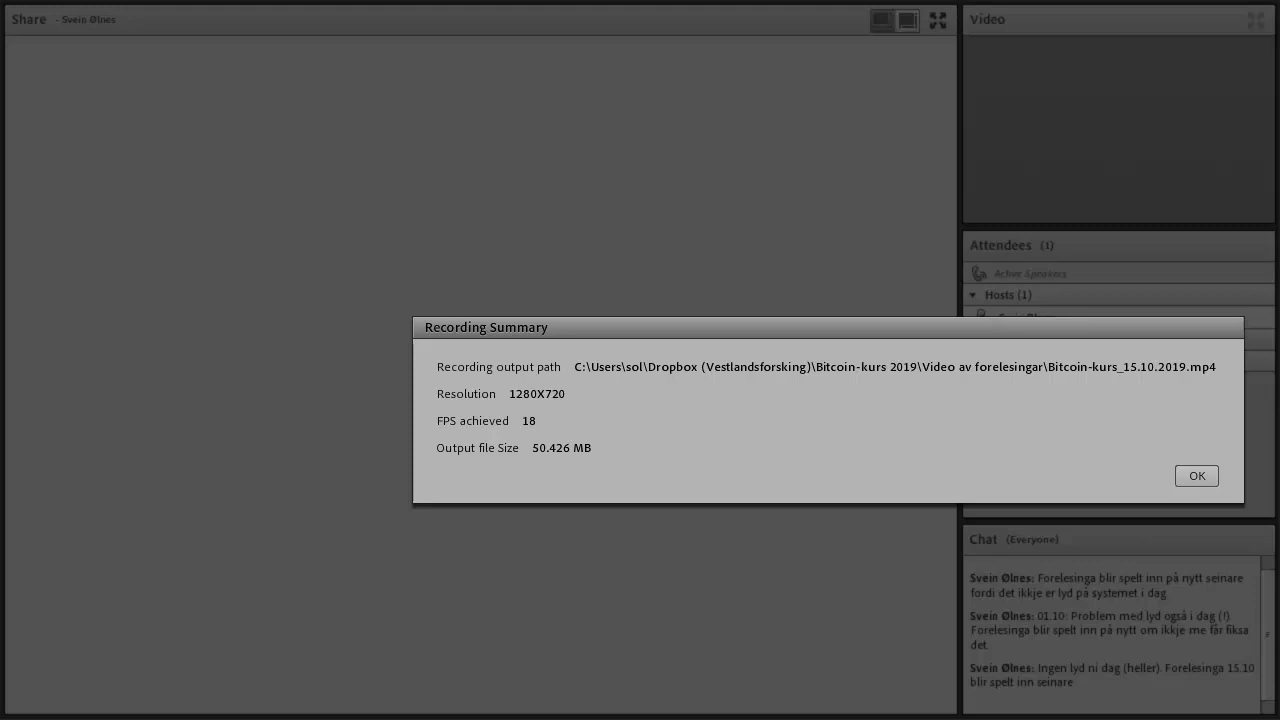 Share - Svein Ølnes
Video
Attendees (1)
Active Speakers
Hosts (1)
Recording Summary
Recording output path C:\Users\sol\Dropbox (Vestlandsforsking)\Bitcoin-kurs 2019\Video av forelesingar\Bitcoin-kurs_15.10.2019.mp4
Resolution 1280X720
FPS achieved 18
Output file Size 50.426 MB
OK
Chat (Everyone)
Svein Ølnes: Forelesinga blir spelt inn på nytt seinare
fordi det ikkje er lyd på systemet i dag
Svein Ølnes: 01.10: Problem med lyd også i dag (!)
Forelesinga blir spelt inn på nytt om ikkje me får fiksa
det.
Svein Ølnes: Ingen lyd ni dag (heller). Forelesinga 15.10
blir spelt inn seinare